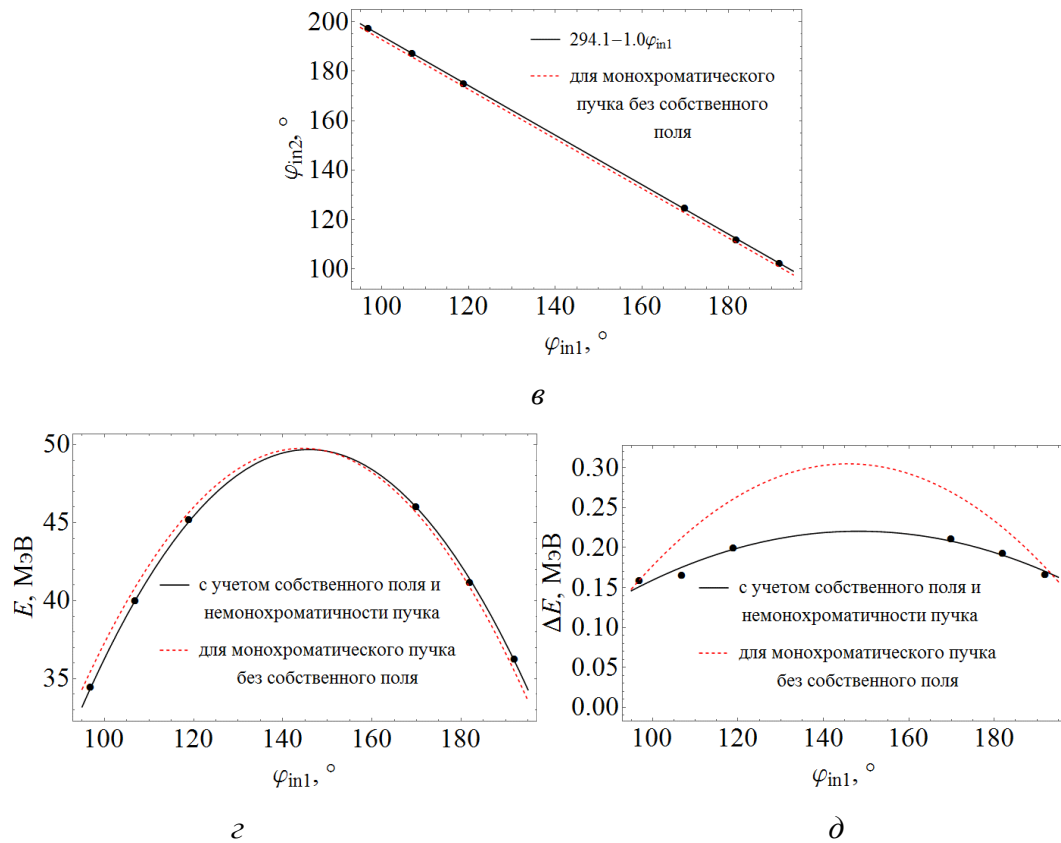 200
180
160
140
120
100
φin2, °
294.1−1.0φin1
для монохроматического
пучка без собственного
поля
100 120 140 160 180
φin1, °
в
50
45
40
35
E, МэВ
с учетом собственного поля и
немонохроматичности пучка
для монохроматического пучка
без собственного поля
100 120 140 160 180
φin1, °
г
0.30
0.25
0.20
0.15
0.10
0.05
0.00
ΔE, МэВ
с учетом собственного поля и
немонохроматичности пучка
для монохроматического пучка
без собственного поля
100 120 140 160 180
φin1, °
д